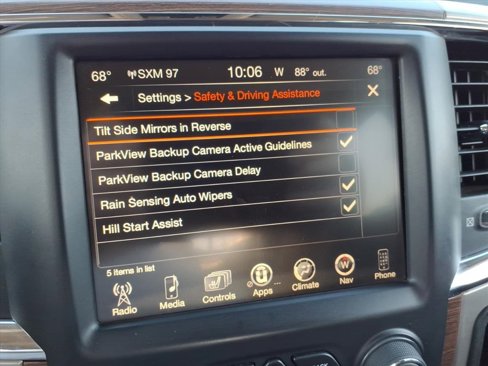 68° SXM 97 10:06 W 88° out. 68°
Settings > Safety & Driving Assistance
Tilt Side Mirrors in Reverse
ParkView Backup Camera Active Guidelines
ParkView Backup Camera Delay
Rain Sensing Auto Wipers
Hill Start Assist
5 items in list
Radio Media Controls Apps Climate Nav Phone